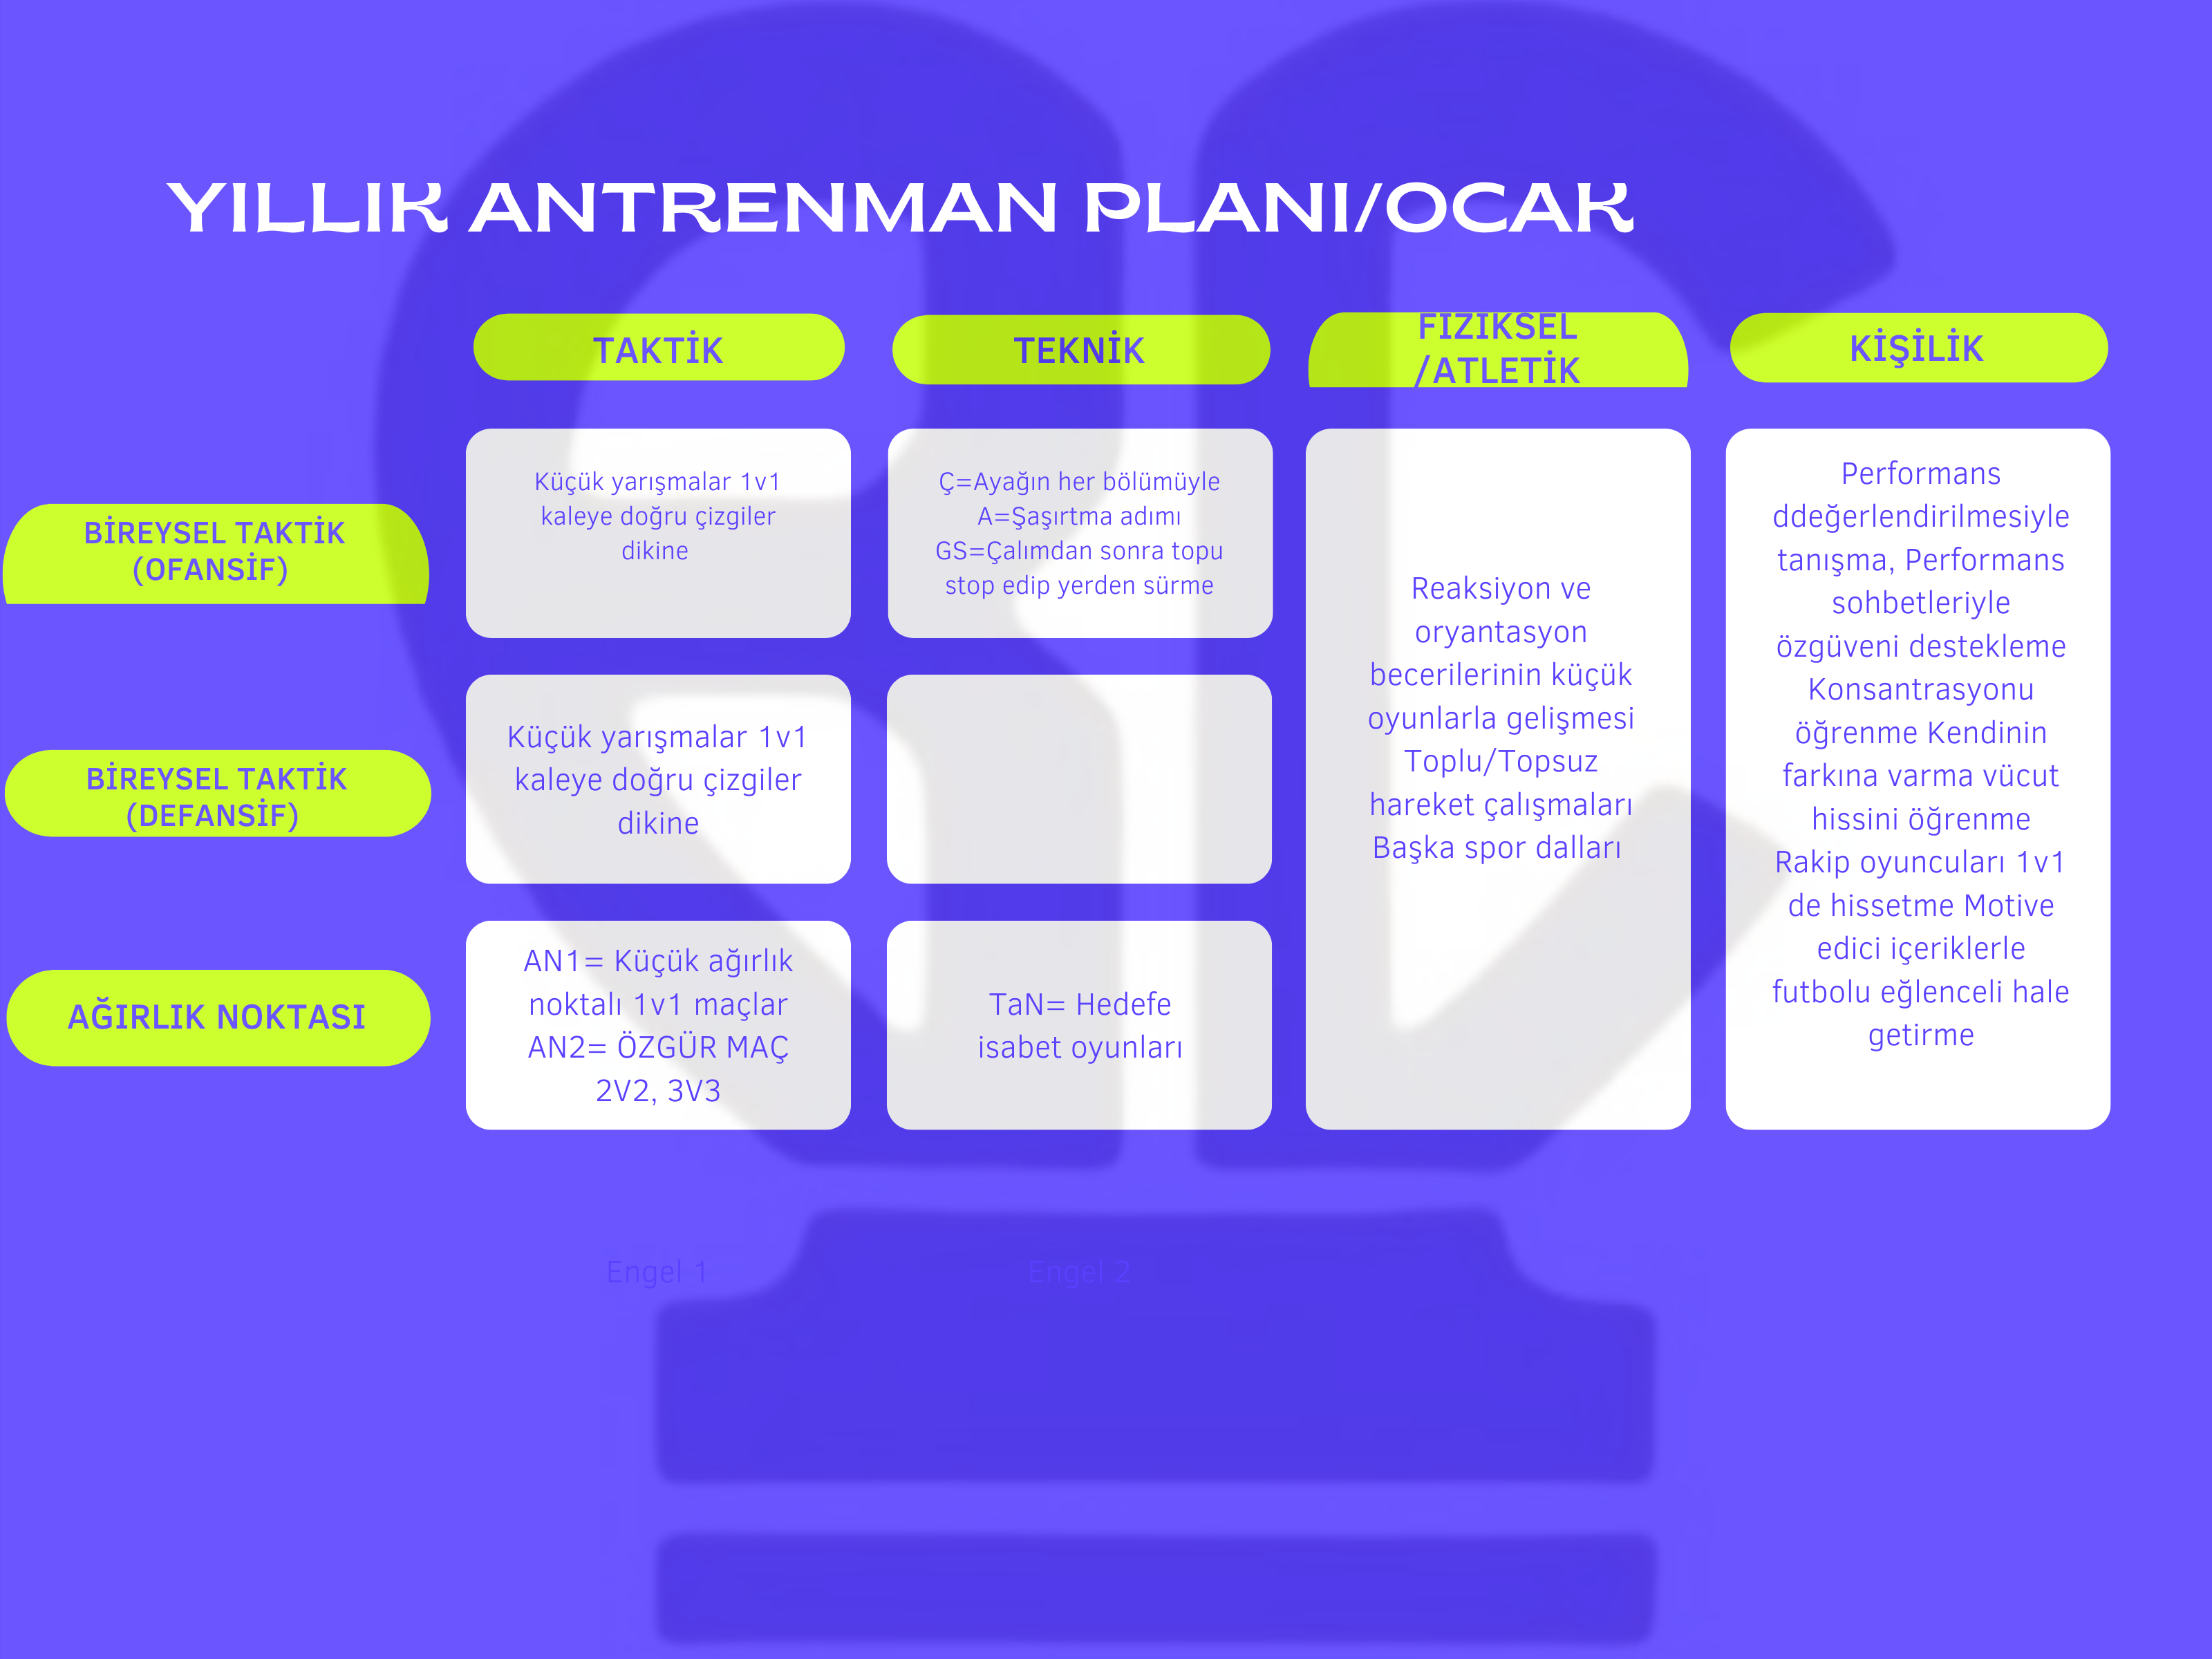 YILLIK ANTRENMAN PLANI/OCAK
TAKTİK
TEKNİK
FİZİKSEL
/ATLETİK
KİŞİLİK
BİREYSEL TAKTİK
(OFANSİF)
Küçük yarışmalar 1v1
kaleye doğru çizgiler
dikine
Ç=Ayağın her bölümüyle
A=Şaşırtma adımı
GS=Çalımdan sonra topu
stop edip yerden sürme
Reaksiyon ve
oryantasyon
becerilerinin küçük
oyunlarla gelişmesi
Toplu/Topsuz
hareket çalışmaları
Başka spor dalları
Performans
ddeğerlendirilmesiyle
tanışma, Performans
sohbetleriyle
özgüveni destekleme
Konsantrasyonu
öğrenme Kendinin
farkına varma vücut
hissini öğrenme
Rakip oyuncuları 1v1
de hissetme Motive
edici içeriklerle
futbolu eğlenceli hale
getirme
BİREYSEL TAKTİK
(DEFANSİF)
Küçük yarışmalar 1v1
kaleye doğru çizgiler
dikine
AĞIRLIK NOKTASI
AN1= Küçük ağırlık
noktalı 1v1 maçlar
AN2= ÖZGÜR MAÇ
2V2, 3V3
TaN= Hedefe
isabet oyunları
Engel 1
Engel 2